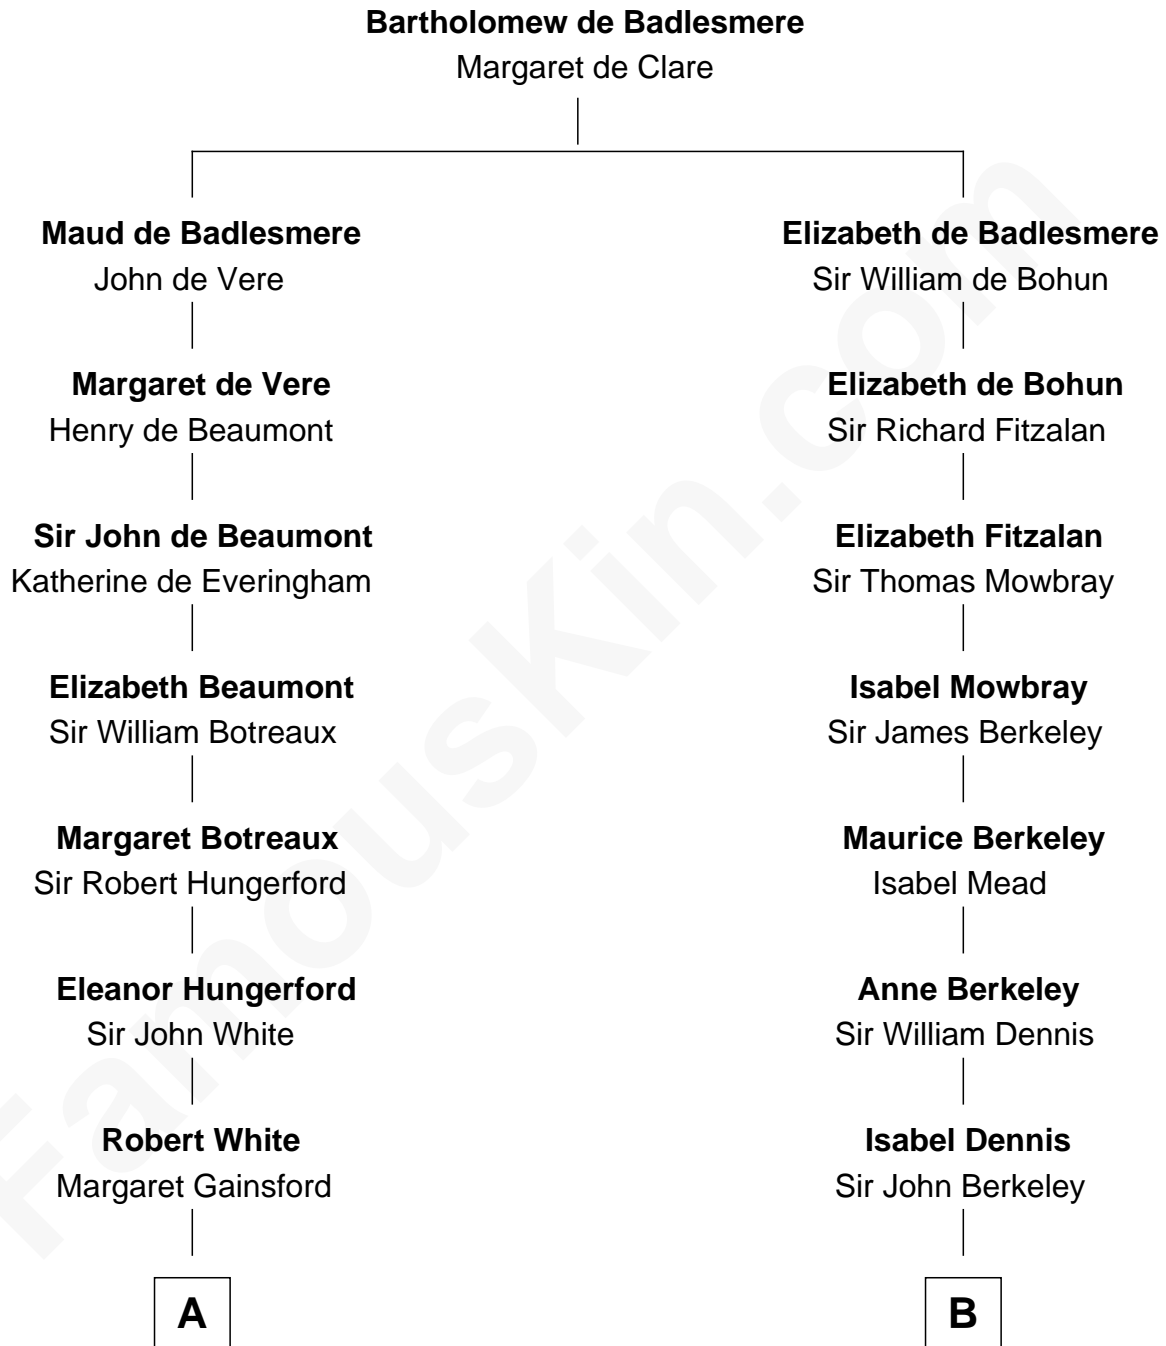 Bartholomew de Badlesmere
Margaret de Clare
Maud de Badlesmere
John de Vere
Margaret de Vere
Henry de Beaumont
Sir John de Beaumont
Katherine de Everingham
Elizabeth Beaumont
Sir William Botreaux
Margaret Botreaux
Sir Robert Hungerford
Eleanor Hungerford
Sir John White
Robert White
Margaret Gainsford
A
Elizabeth de Badlesmere
Sir William de Bohun
Elizabeth de Bohun
Sir Richard Fitzalan
Elizabeth Fitzalan
Sir Thomas Mowbray
Isabel Mowbray
Sir James Berkeley
Maurice Berkeley
Isabel Mead
Anne Berkeley
Sir William Dennis
Isabel Dennis
Sir John Berkeley
B
FamousKin.com